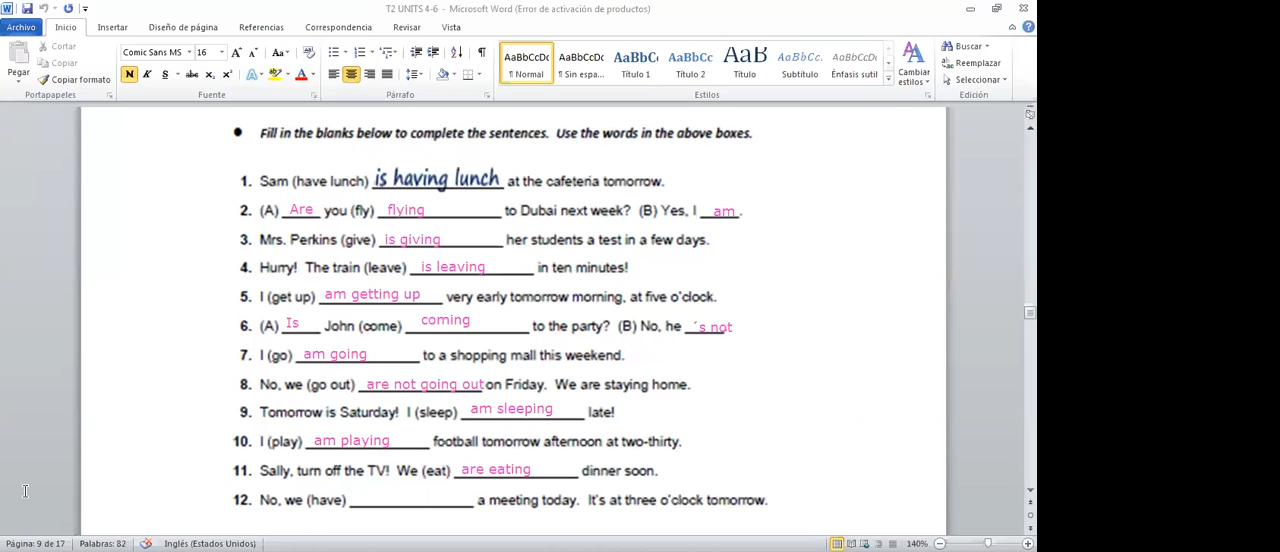 T2 UNITS 4-6 - Microsoft Word (Error de activación de productos)
Archivo Inicio Insertar Diseño de página Referencias Correspondencia Revisar Vista
Pegar
Cortar
Copiar
Copiar formato
Portapapeles
Comic Sans MS 16
N K S abc x₂ x² Aa
Fuente
Párrafo
AaBbCcDc AaBbCcDc AaBbC AaBbCc AaB AaBbCc. AaBbCcDc
¶ Normal ¶ Sin espa... Título 1 Título 2 Título Subtítulo Énfasis sutil
Estilos
Cambiar estilos
Buscar
Reemplazar
Seleccionar
Edición
Fill in the blanks below to complete the sentences. Use the words in the above boxes.
1. Sam (have lunch) is having lunch at the cafeteria tomorrow.
2. (A) Are you (fly) flying to Dubai next week? (B) Yes, I am.
3. Mrs. Perkins (give) is giving her students a test in a few days.
4. Hurry! The train (leave) is leaving in ten minutes!
5. I (get up) am getting up very early tomorrow morning, at five o'clock.
6. (A) Is John (come) coming to the party? (B) No, he ´s not
7. I (go) am going to a shopping mall this weekend.
8. No, we (go out) are not going out on Friday. We are staying home.
9. Tomorrow is Saturday! I (sleep) am sleeping late!
10. I (play) am playing football tomorrow afternoon at two-thirty.
11. Sally, turn off the TV! We (eat) are eating dinner soon.
12. No, we (have) ____________ a meeting today. It's at three o'clock tomorrow.
Página: 9 de 17 Palabras: 82 Inglés (Estados Unidos) 140%